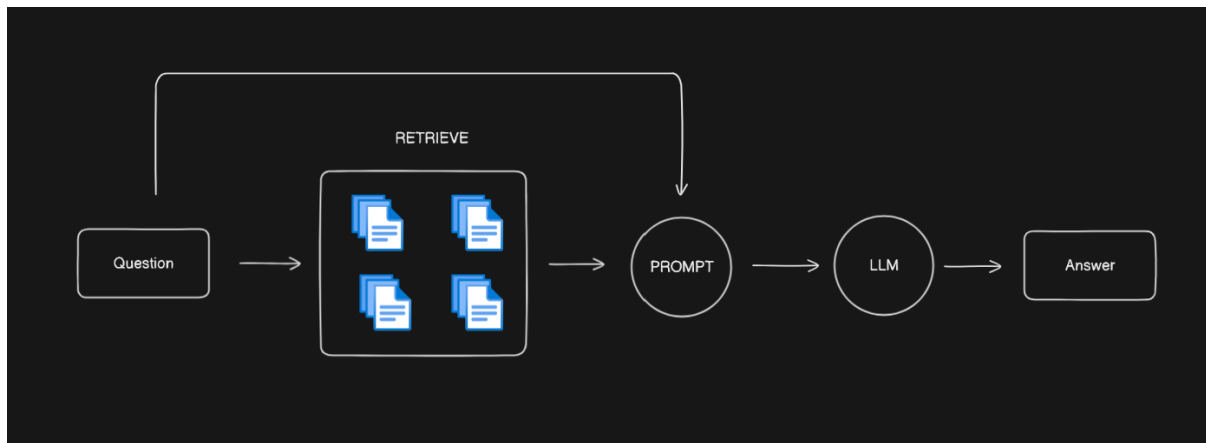 RETRIEVE
Question
PROMPT
LLM
Answer